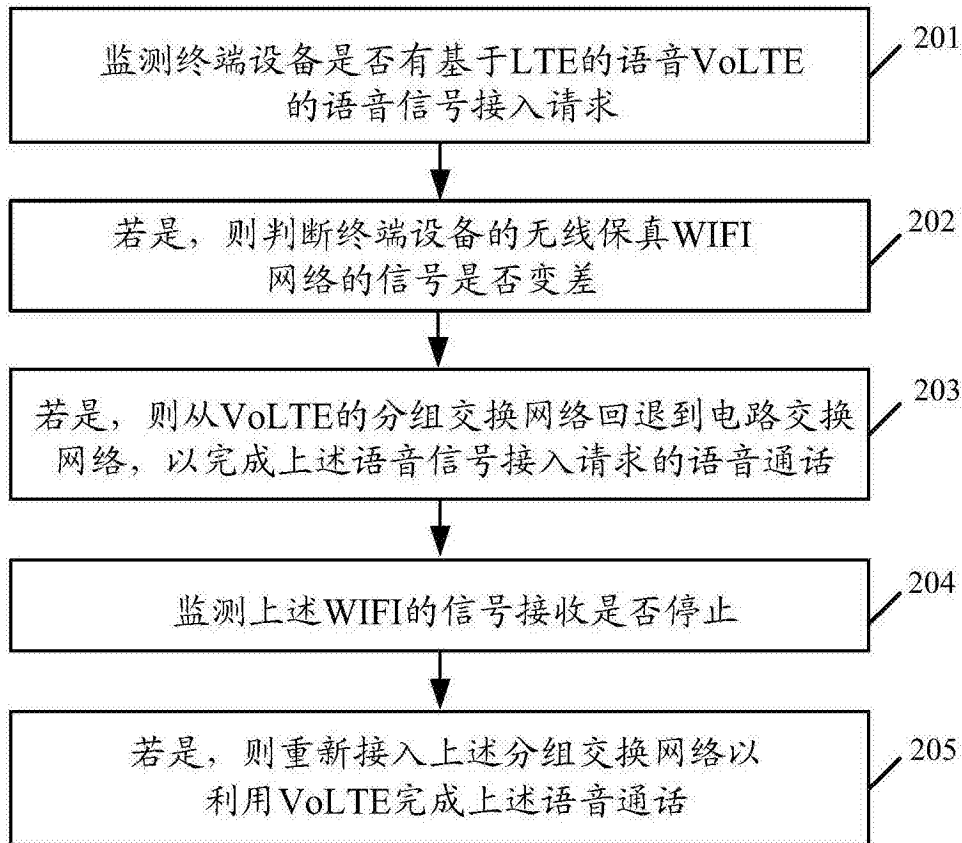 监测终端设备是否有基于LTE的语音VoLTE
的语音信号接入请求
201
若是，则判断终端设备的无线保真WIFI
网络的信号是否变差
202
若是，则从VoLTE的分组交换网络回退到电路交换
网络，以完成上述语音信号接入请求的语音通话
203
监测上述WIFI的信号接收是否停止
204
若是，则重新接入上述分组交换网络以
利用VoLTE完成上述语音通话
205